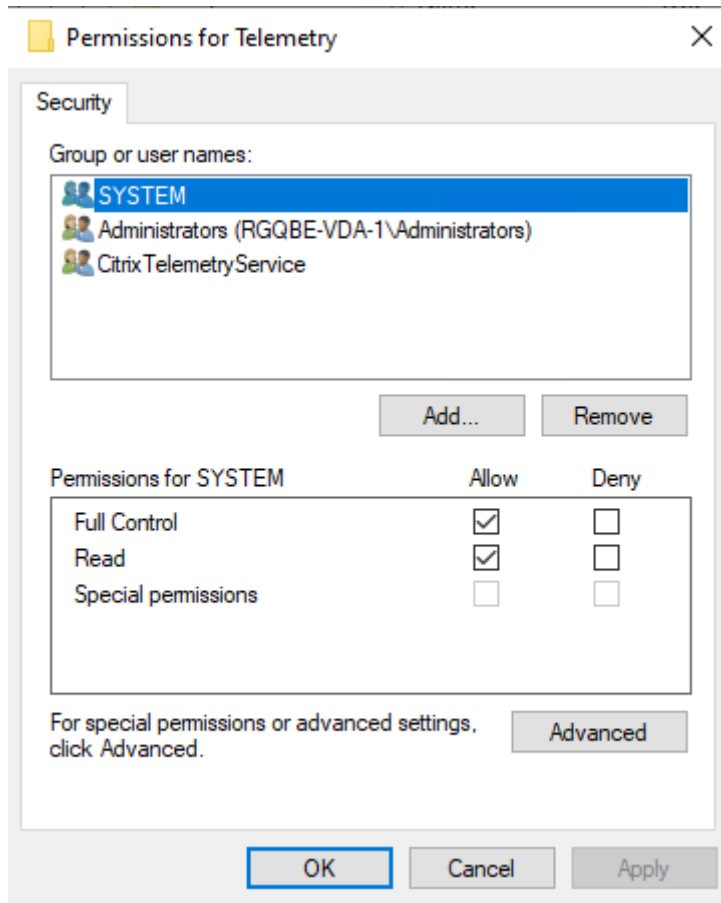 Permissions for Telemetry
Security
Group or user names:
SYSTEM
Administrators (RGQBE-VDA-1\Administrators)
CitrixTelemetryService
Add... Remove
Permissions for SYSTEM Allow Deny
Full Control
Read
Special permissions
For special permissions or advanced settings,
click Advanced.
Advanced
OK Cancel Apply